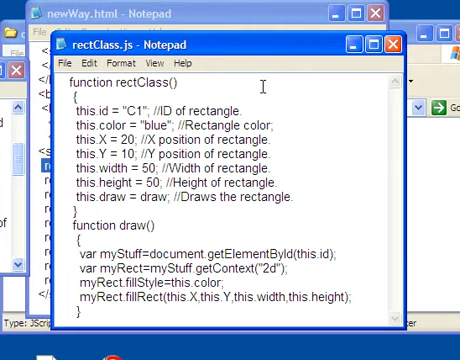 newWay.html - Notepad
rectClass.js - Notepad
File Edit Format View Help
function rectClass()
{
this.id = "C1"; //ID of rectangle.
this.color = "blue"; //Rectangle color;
this.X = 20; //X position of rectangle.
this.Y = 10; //Y position of rectangle.
this.width = 50; //Width of rectangle.
this.height = 50; //Height of rectangle.
this.draw = draw; //Draws the rectangle.
}
function draw()
{
var myStuff=document.getElementById(this.id);
var myRect=myStuff.getContext("2d");
myRect.fillStyle=this.color;
myRect.fillRect(this.X,this.Y,this.width,this.height);
}